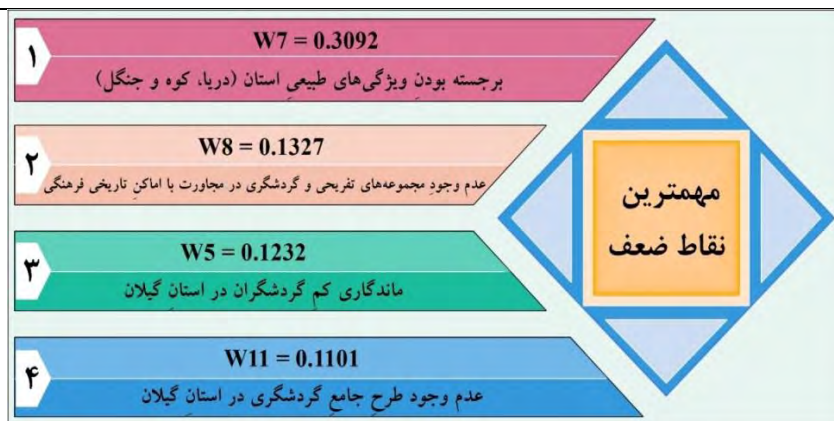 ۱
W7 = 0.3092
برجسته بودنِ ویژگی‌های طبیعیِ استان (دریا، کوه و جنگل)
۲
W8 = 0.1327
عدم وجودِ مجموعه‌های تفریحی و گردشگری در مجاورت با اماکنِ تاریخی فرهنگی
۳
W5 = 0.1232
ماندگاری کمِ گردشگران در استانِ گیلان
۴
W11 = 0.1101
عدم وجود طرحِ جامعِ گردشگری در استانِ گیلان
مهمترین
نقاط ضعف